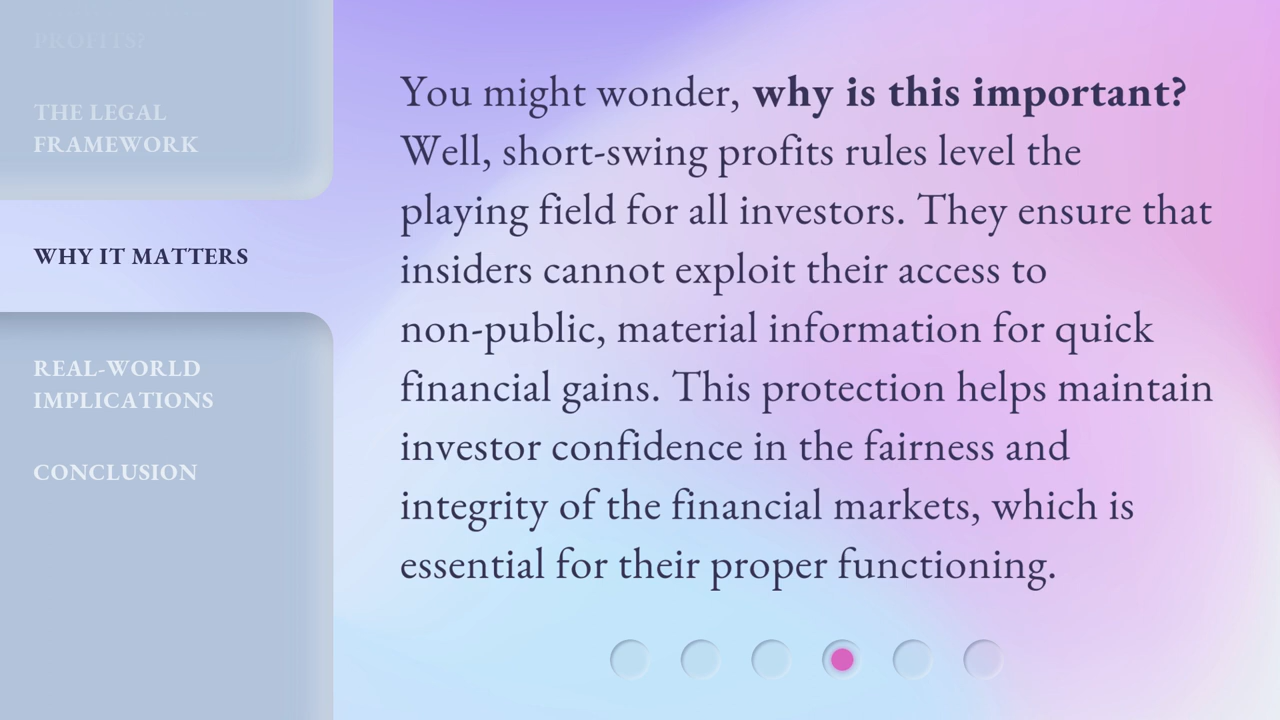 PROFITS?
THE LEGAL
FRAMEWORK
WHY IT MATTERS
REAL-WORLD
IMPLICATIONS
CONCLUSION
You might wonder, why is this important?
Well, short-swing profits rules level the
playing field for all investors. They ensure that
insiders cannot exploit their access to
non-public, material information for quick
financial gains. This protection helps maintain
investor confidence in the fairness and
integrity of the financial markets, which is
essential for their proper functioning.